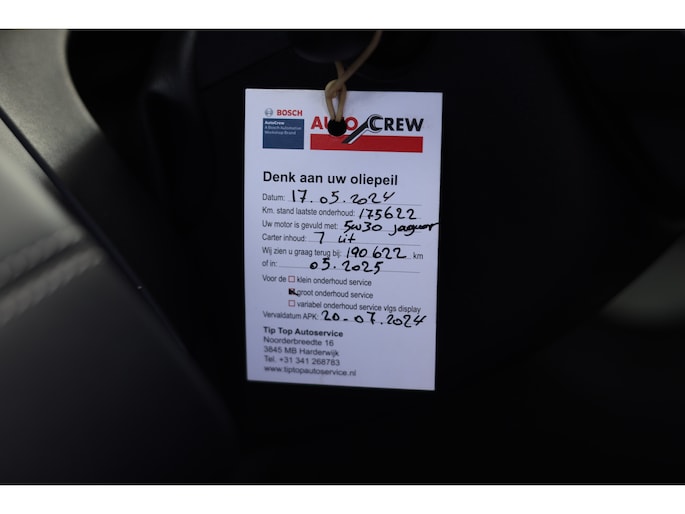 BOSCH
AutoCrew
A Bosch Automotive
Workshop Brand
AUTO CREW
Denk aan uw oliepeil
Datum: 17.05.2024
Km. stand laatste onderhoud: 175622
Uw motor is gevuld met: 5W30 jaguar
Carter inhoud: 7 Lit
Wij zien u graag terug bij: 190622 km
of in: 05.2025
Voor de klein onderhoud service
groot onderhoud service
variabel onderhoud service vlgs display
Vervaldatum APK: 20-07.2024
Tip Top Autoservice
Noorderbreedte 16
3845 MB Harderwijk
Tel. +31 341 268783
www.tiptopautoservice.nl